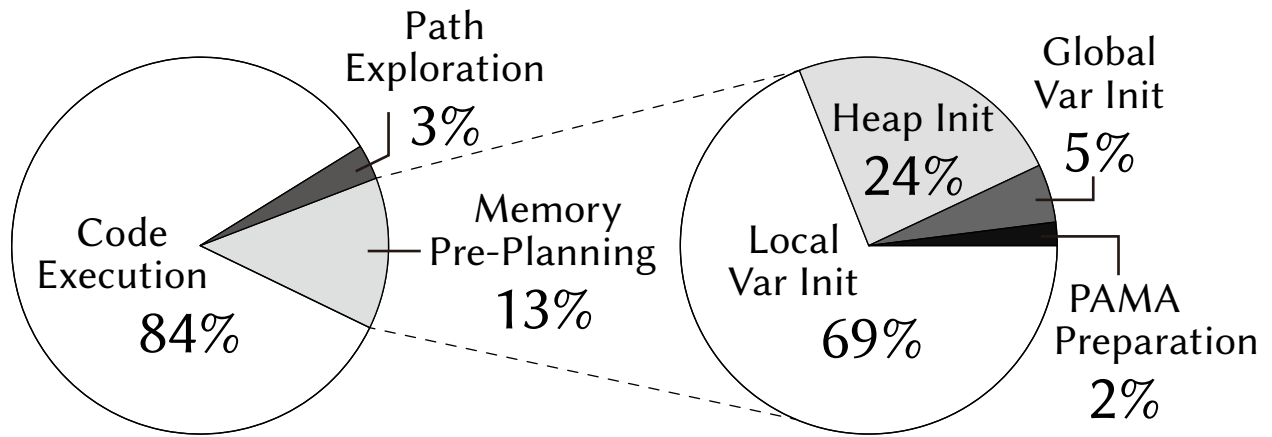 Path
Exploration
3%
Code
Execution
84%
Memory
Pre-Planning
13%
Heap Init
24%
Global
Var Init
5%
Local
Var Init
69%
PAMA
Preparation
2%